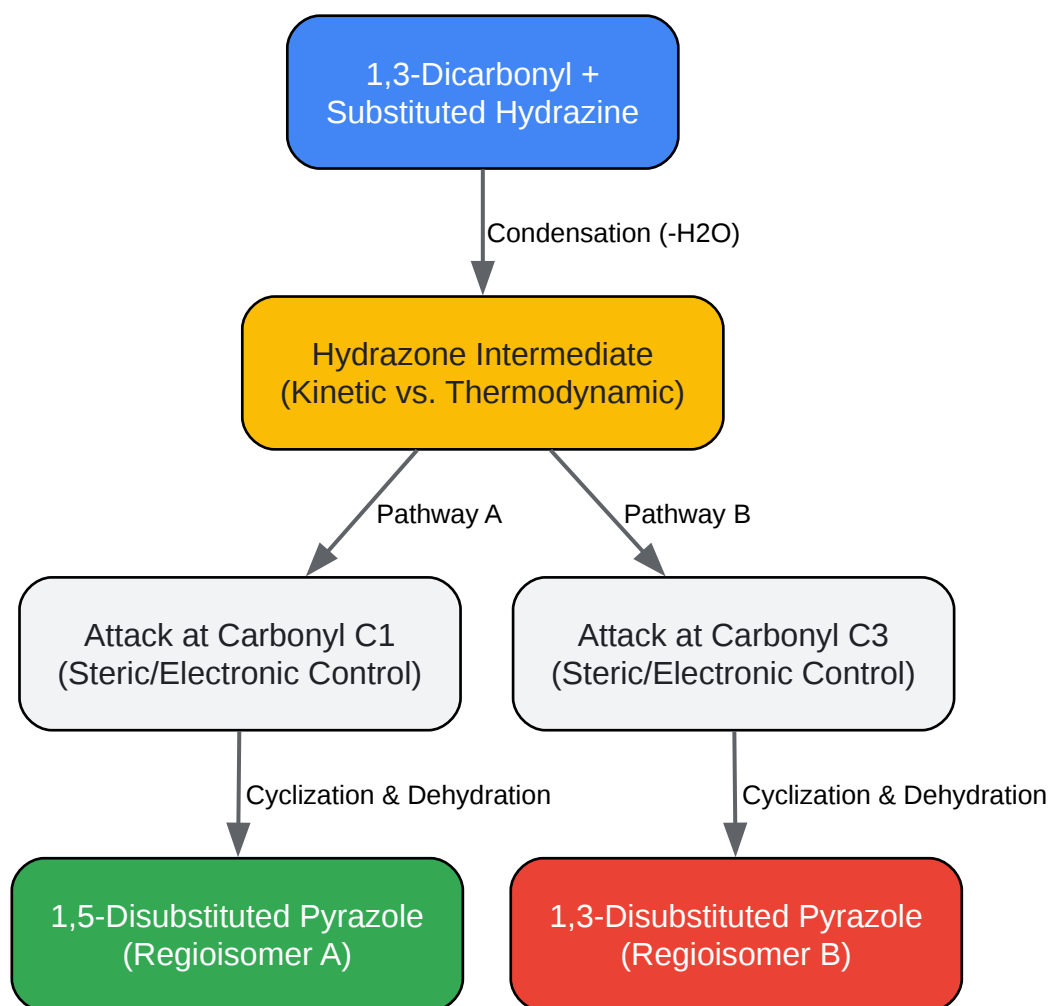 1,3-Dicarbonyl +
Substituted Hydrazine
Condensation (-H2O)
Hydrazone Intermediate
(Kinetic vs. Thermodynamic)
Pathway A
Pathway B
Attack at Carbonyl C1
(Steric/Electronic Control)
Attack at Carbonyl C3
(Steric/Electronic Control)
Cyclization & Dehydration
Cyclization & Dehydration
1,5-Disubstituted Pyrazole
(Regioisomer A)
1,3-Disubstituted Pyrazole
(Regioisomer B)